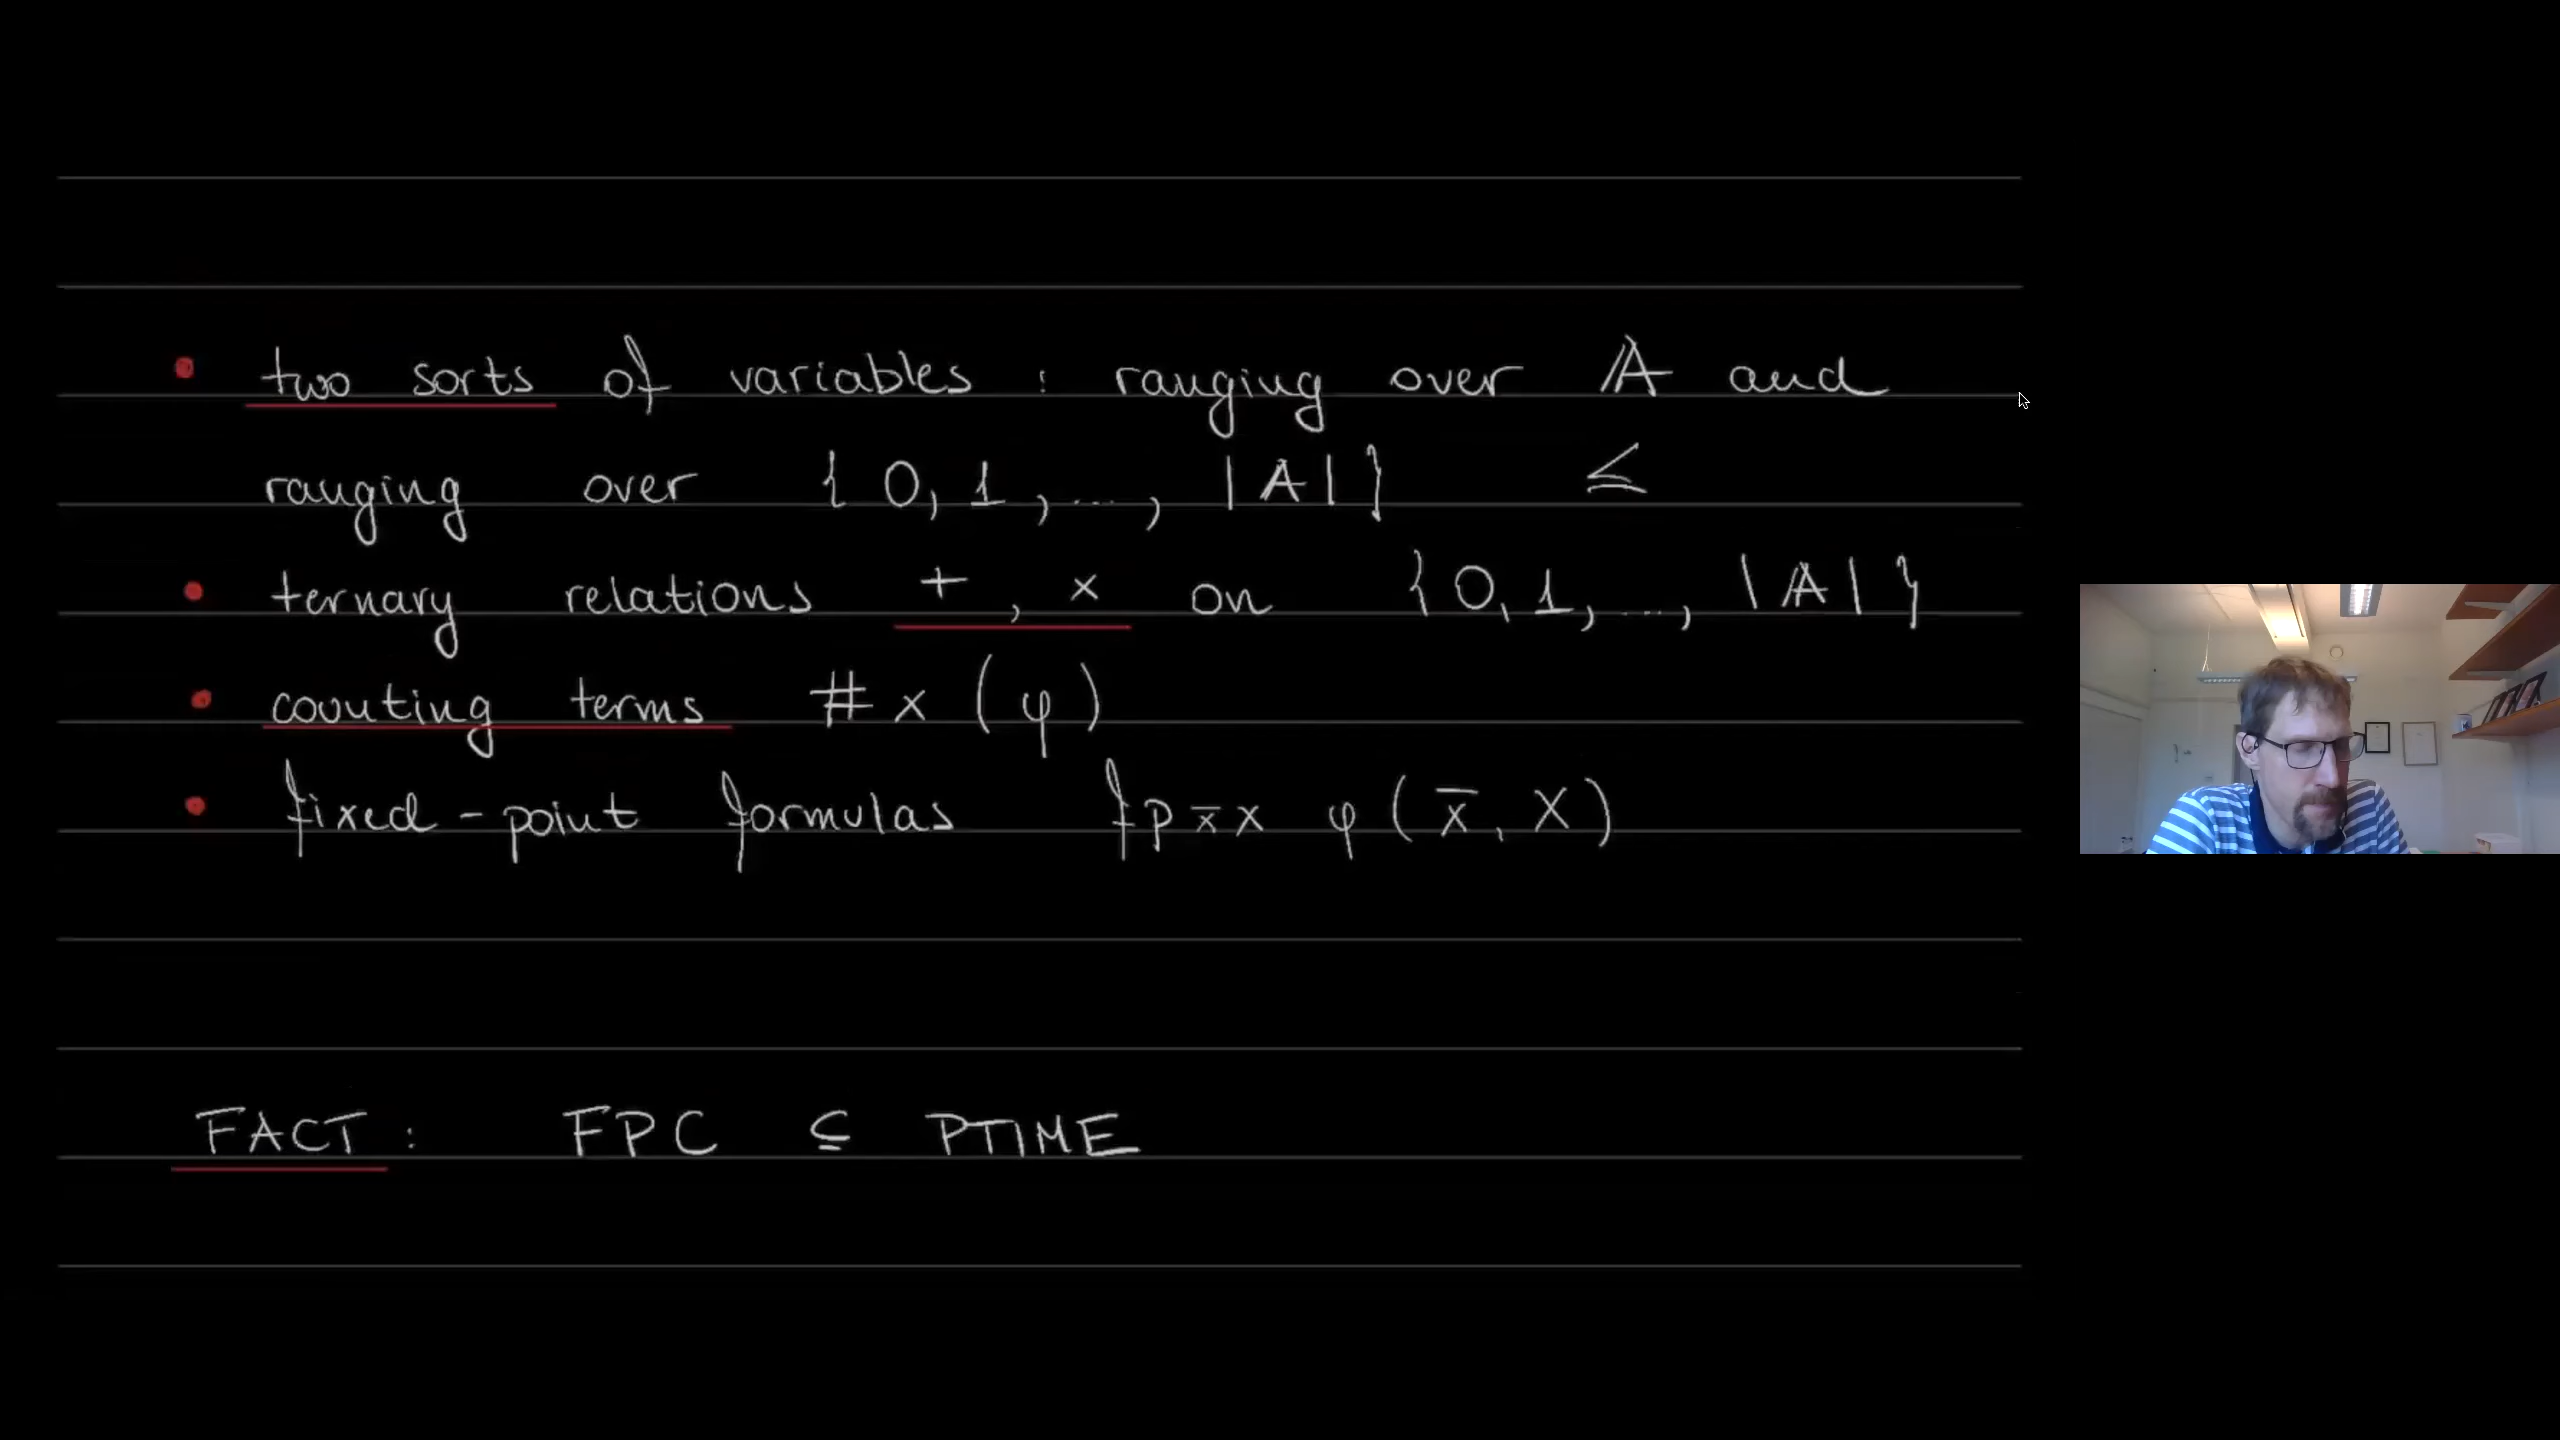 • two sorts of variables : ranging over 𝔸 and
ranging over { 0, 1, ..., |A| } ≤
• ternary relations +, × on { 0, 1, ..., |𝔸| }
• counting terms # x (φ)
• fixed-point formulas fp x̄ X φ ( x̄, X )
FACT : FPC ⊆ PTIME